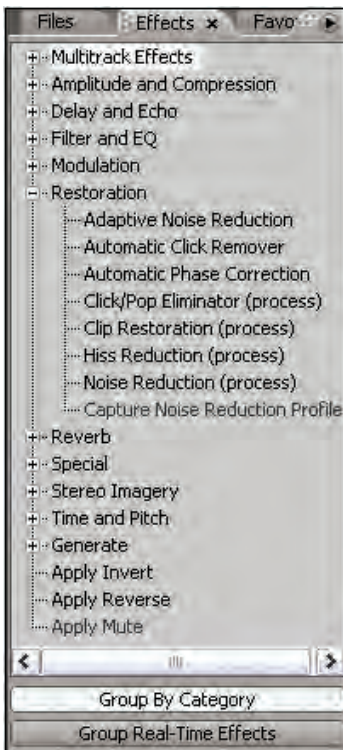 Files Effects × Favo
Multitrack Effects
Amplitude and Compression
Delay and Echo
Filter and EQ
Modulation
Restoration
Adaptive Noise Reduction
Automatic Click Remover
Automatic Phase Correction
Click/Pop Eliminator (process)
Clip Restoration (process)
Hiss Reduction (process)
Noise Reduction (process)
Capture Noise Reduction Profile
Reverb
Special
Stereo Imagery
Time and Pitch
Generate
Apply Invert
Apply Reverse
Apply Mute
Group By Category
Group Real-Time Effects